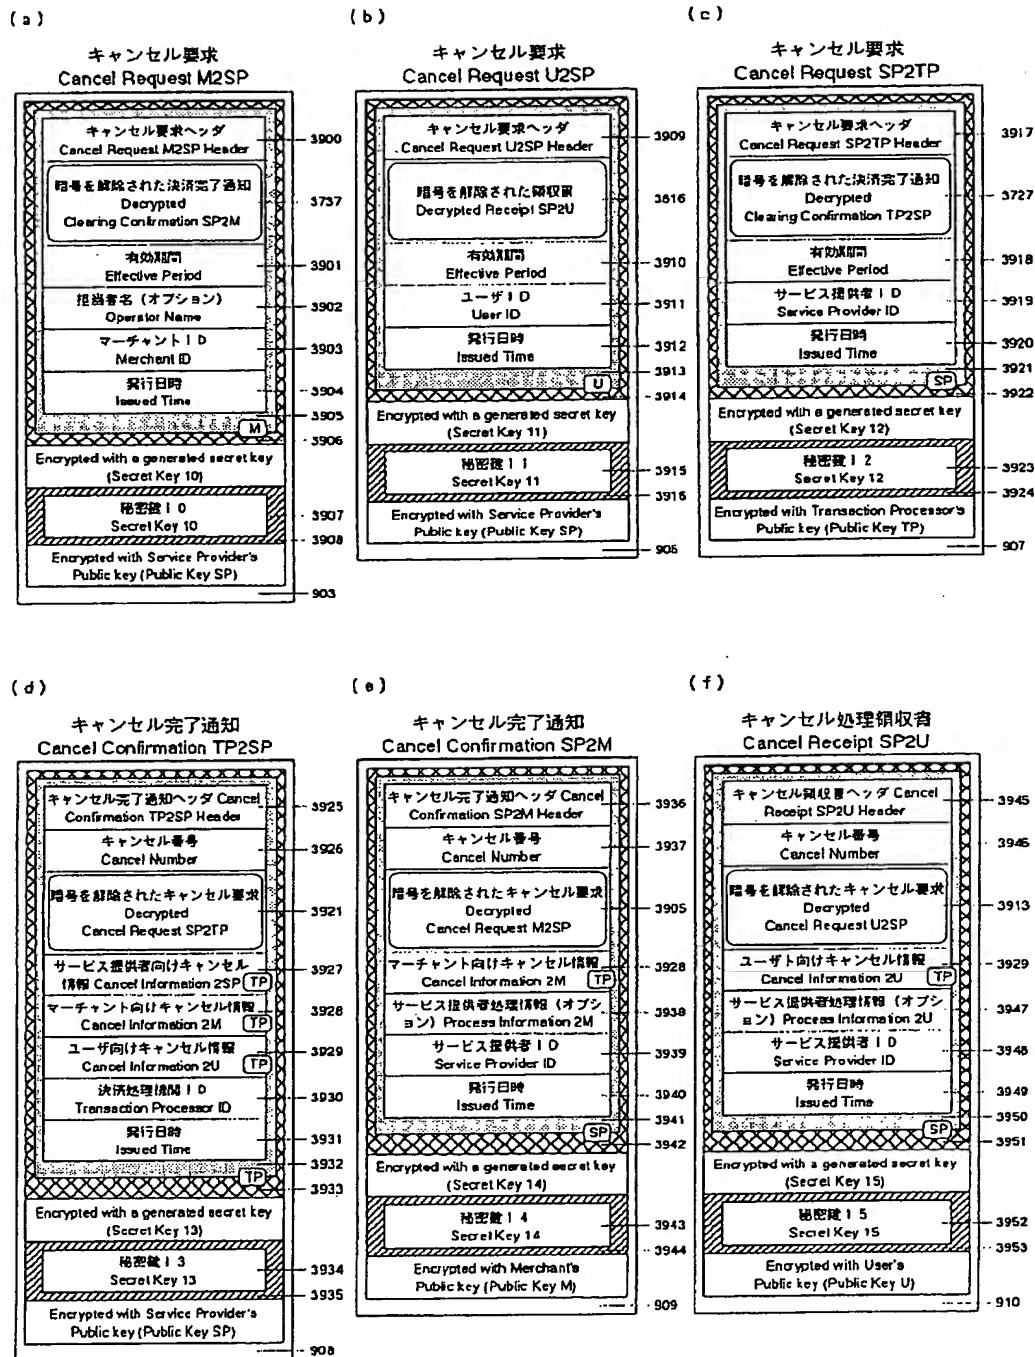 (a)
キャンセル要求
Cancel Request M2SP
キャンセル要求ヘッダ
Cancel Request M2SP Header
3900
暗号を解除された決済完了通知
Decrypted
Clearing Confirmation SP2M
3737
有効期間
Effective Period
3901
担当者名(オプション)
Operator Name
3902
マーチャントID
Merchent ID
3903
発行日時
Issued Time
3904
3905
M
3906
Encrypted with a generated secret key
(Secret Key 10)
秘密鍵10
Secret Key 10
3907
3908
Encrypted with Service Provider's
Public key (Public Key SP)
903
(b)
キャンセル要求
Cancel Request U2SP
キャンセル要求ヘッダ
Cancel Request U2SP Header
3909
暗号を解除された領収書
Decrypted Receipt SP2U
3816
有効期間
Effective Period
3910
ユーザID
User ID
3911
発行日時
Issued Time
3912
3913
U
3914
Encrypted with a generated secret key
(Secret Key 11)
秘密鍵11
Secret Key 11
3915
3916
Encrypted with Service Provider's
Public key (Public Key SP)
905
(c)
キャンセル要求
Cancel Request SP2TP
キャンセル要求ヘッダ
Cancel Request SP2TP Header
3917
暗号を解除された決済完了通知
Decrypted
Clearing Confirmation TP2SP
3727
有効期間
Effective Period
3918
サービス提供者ID
Service Provider ID
3919
発行日時
Issued Time
3920
3921
SP
3922
Encrypted with a generated secret key
(Secret Key 12)
秘密鍵12
Secret Key 12
3923
3924
Encrypted with Transaction Processor's
Public key (Public Key TP)
907
(d)
キャンセル完了通知
Cancel Confirmation TP2SP
キャンセル完了通知ヘッダ Cancel
Confirmation TP2SP Header
3925
キャンセル番号
Cancel Number
3926
暗号を解除されたキャンセル要求
Decrypted
Cancel Request SP2TP
3921
サービス提供者向けキャンセル
情報 Cancel Information 2SP
TP
3927
マーチャント向けキャンセル情報
Cancel Information 2M
TP
3928
ユーザ向けキャンセル情報
Cancel Information 2U
TP
3929
決済処理機関ID
Transaction Processor ID
3930
発行日時
Issued Time
3931
3932
TP
3933
Encrypted with a generated secret key
(Secret Key 13)
秘密鍵13
Secret Key 13
3934
3935
Encrypted with Service Provider's
Public key (Public Key SP)
908
(e)
キャンセル完了通知
Cancel Confirmation SP2M
キャンセル完了通知ヘッダ Cancel
Confirmation SP2M Header
3936
キャンセル番号
Cancel Number
3937
暗号を解除されたキャンセル要求
Decrypted
Cancel Request M2SP
3905
マーチャント向けキャンセル情報
Cancel Information 2M
TP
3928
サービス提供者処理情報(オプシ
ョン)Process Information 2M
3938
サービス提供者ID
Service Provider ID
3939
発行日時
Issued Time
3940
3941
SP
3942
Encrypted with a generated secret key
(Secret Key 14)
秘密鍵14
Secret Key 14
3943
3944
Encrypted with Merchant's
Public key (Public Key M)
909
(f)
キャンセル処理領収書
Cancel Receipt SP2U
キャンセル領収書ヘッダ Cancel
Receipt SP2U Header
3945
キャンセル番号
Cancel Number
3946
暗号を解除されたキャンセル要求
Decrypted
Cancel Request U2SP
3913
ユーザト向けキャンセル情報
Cancel Information 2U
TP
3929
サービス提供者処理情報(オプシ
ョン)Process Information 2U
3947
サービス提供者ID
Service Provider ID
3948
発行日時
Issued Time
3949
3950
SP
3951
Encrypted with a generated secret key
(Secret Key 15)
秘密鍵15
Secret Key 15
3952
3953
Encrypted with User's
Public key (Public Key U)
910